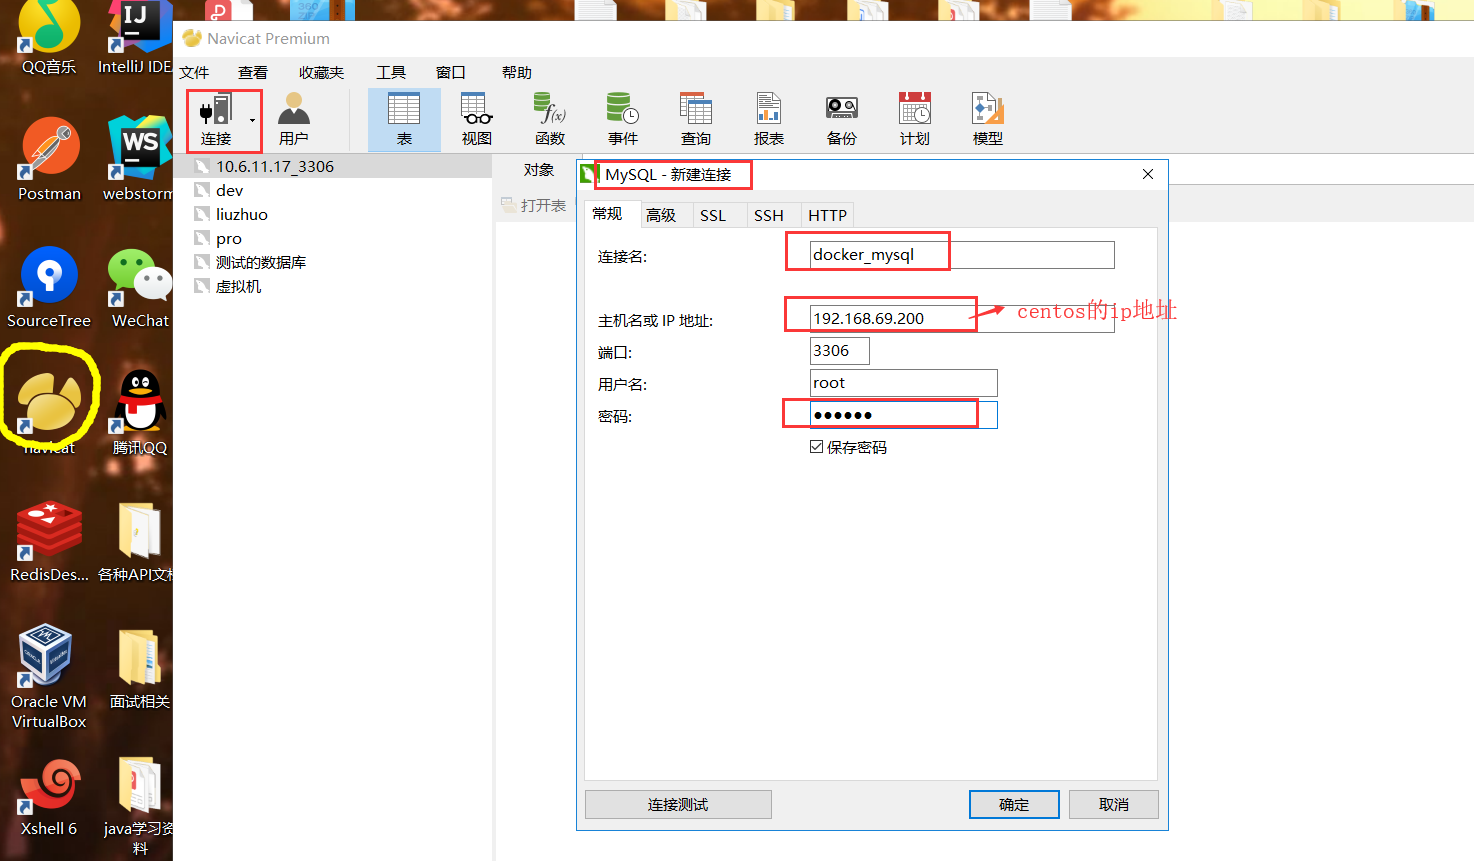 QQ音乐
IntelliJ IDE
Postman
WS
webstorm
SourceTree
WeChat
navicat
腾讯QQ
RedisDes...
各种API文档
Oracle VM
VirtualBox
面试相关
Xshell 6
java学习资
料
Navicat Premium
文件 查看 收藏夹 工具 窗口 帮助
连接 用户 表 视图 函数 事件 查询 报表 备份 计划 模型
10.6.11.17_3306
dev
liuzhuo
pro
测试的数据库
虚拟机
对象
打开表
MySQL - 新建连接
常规 高级 SSL SSH HTTP
连接名: docker_mysql
主机名或 IP 地址: 192.168.69.200 centos的ip地址
端口: 3306
用户名: root
密码: ●●●●●●
保存密码
连接测试 确定 取消